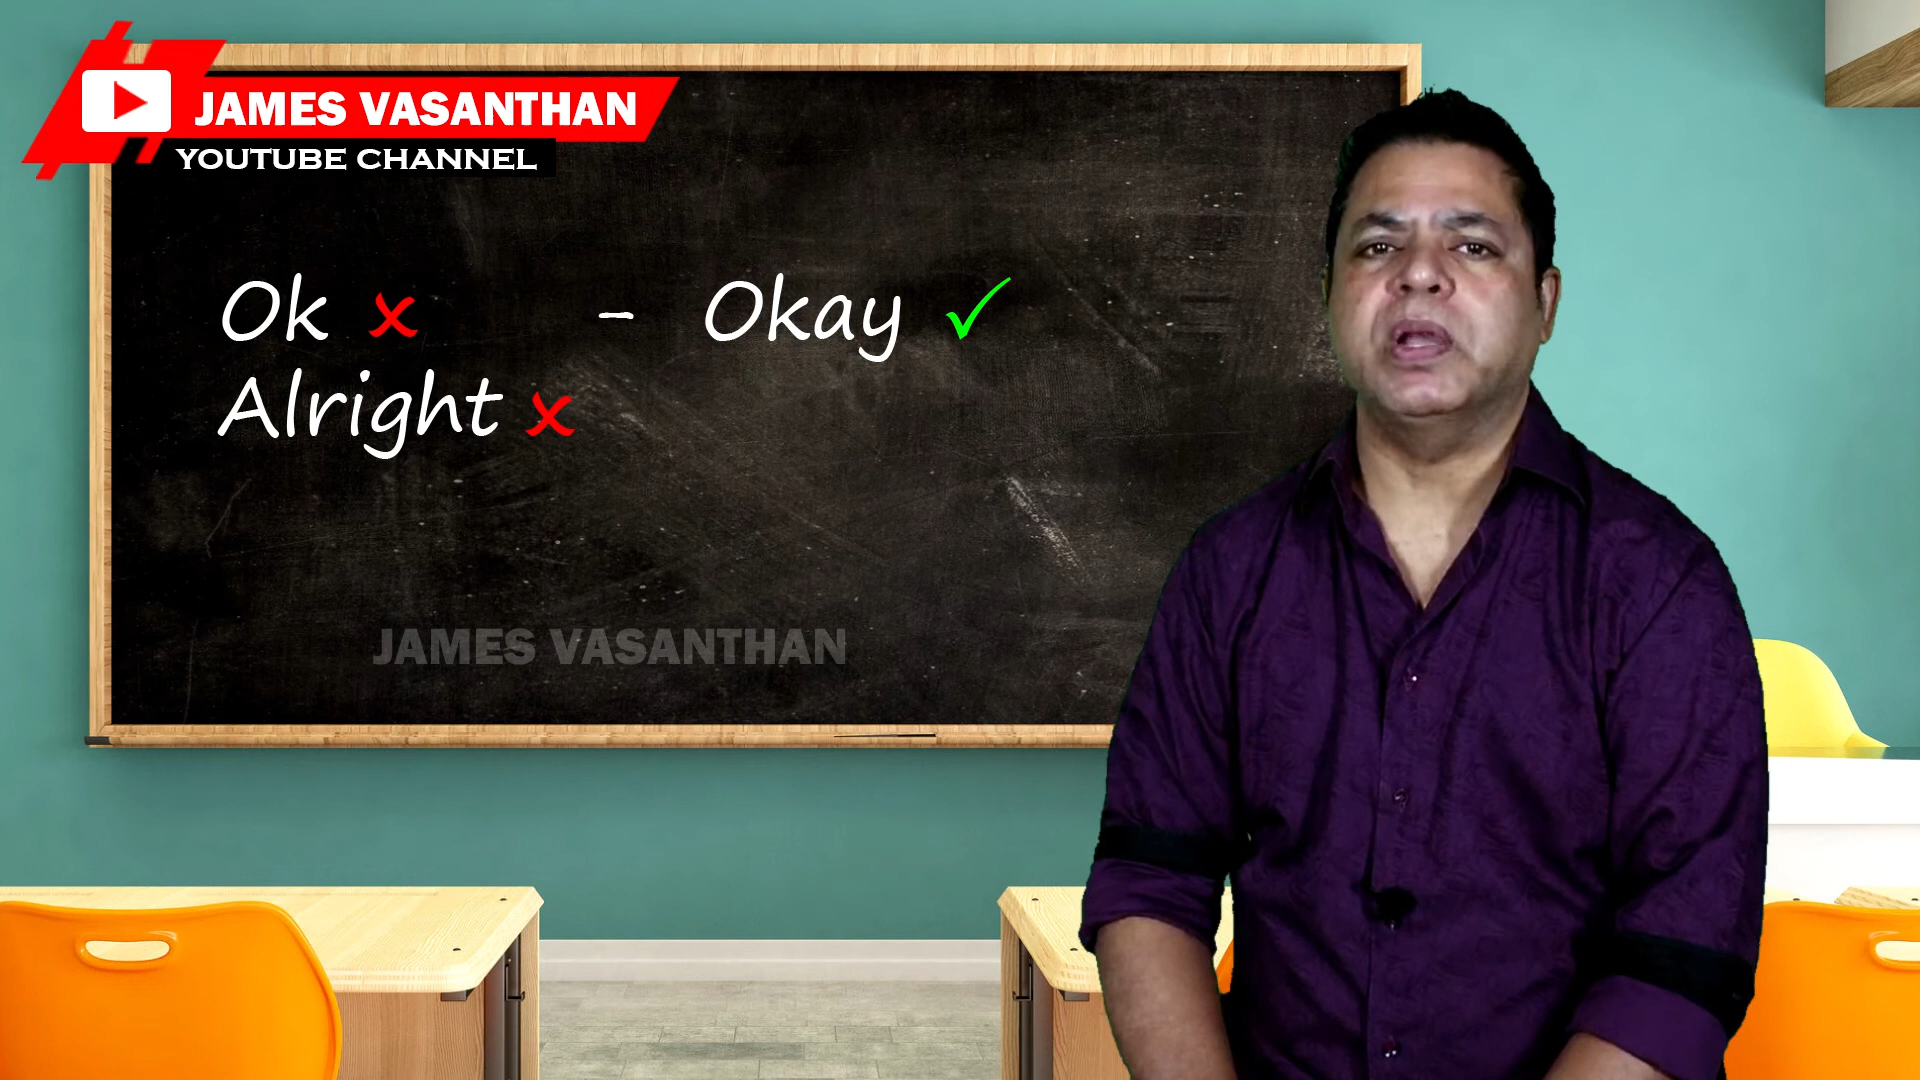 JAMES VASANTHAN
YOUTUBE CHANNEL
Ok x - Okay ✓
Alright x
JAMES VASANTHAN